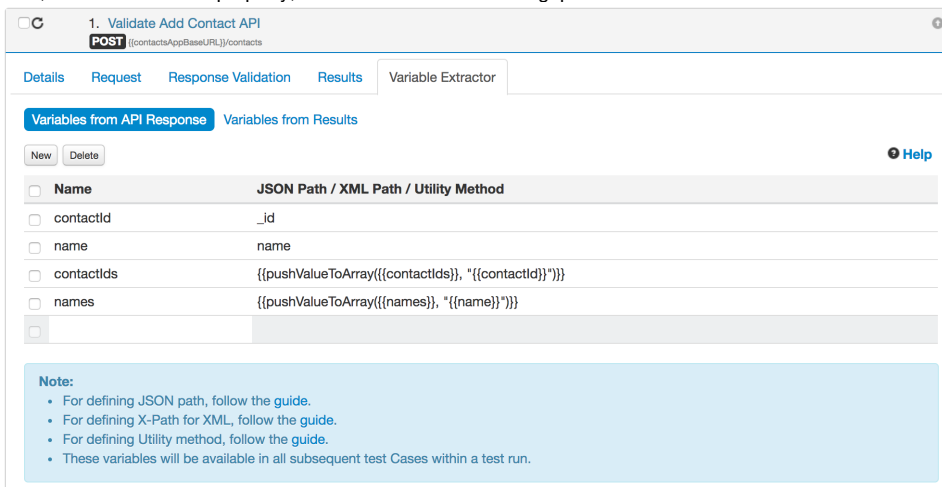 1. Validate Add Contact API
POST {{contactsAppBaseURL}}/contacts
Details Request Response Validation Results Variable Extractor
Variables from API Response Variables from Results
New Delete Help
Name JSON Path / XML Path / Utility Method
contactId _id
name name
contactIds {{pushValueToArray({{contactIds}}, "{{contactId}}")}}
names {{pushValueToArray({{names}}, "{{name}}")}}
Note:
• For defining JSON path, follow the guide.
• For defining X-Path for XML, follow the guide.
• For defining Utility method, follow the guide.
• These variables will be available in all subsequent test Cases within a test run.